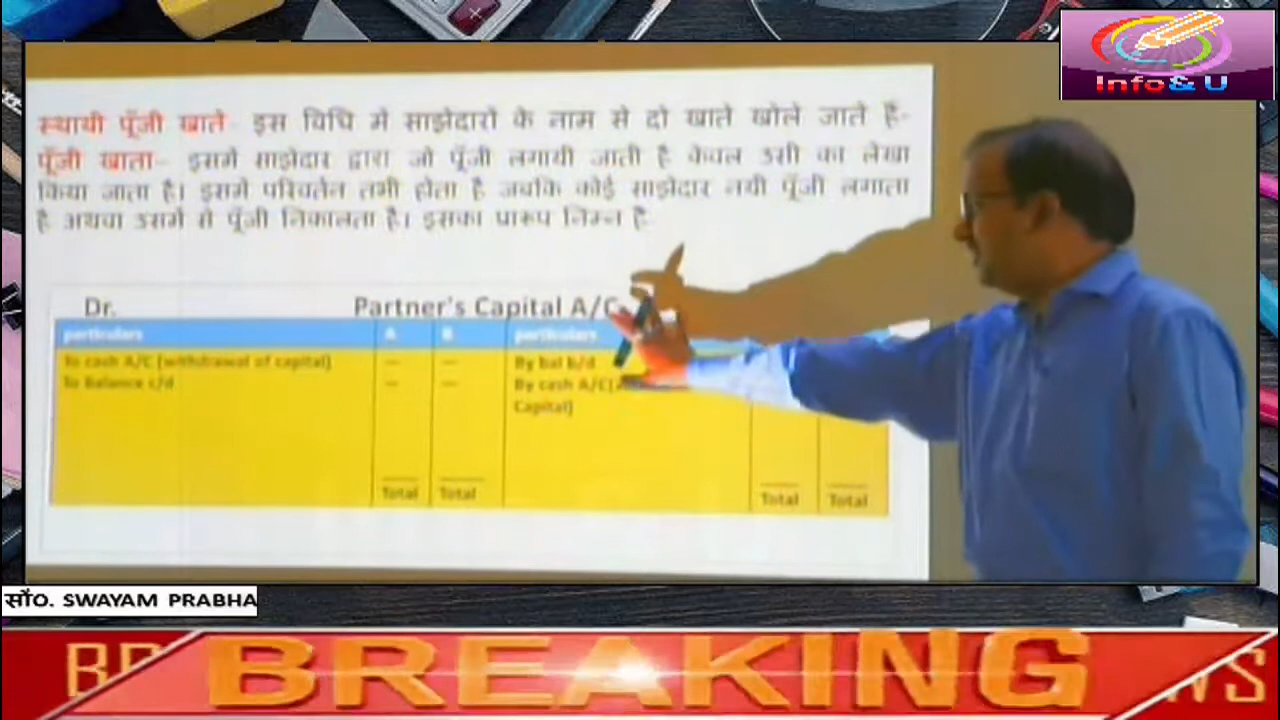 Info& U
स्थायी पूँजी खाते- इस विधि में साझेदारों के नाम से दो खाते खोले जाते हैं-
पूँजी खाता- इसमें साझेदार द्वारा जो पूँजी लगायी जाती है केवल उसी का लेखा
किया जाता है। इसमें परिवर्तन तभी होता है जबकि कोई साझेदार नयी पूँजी लगाता
है अथवा उसमें से पूँजी निकालता है। इसका प्रारूप निम्न है-
Dr. Partner's Capital A/C
particulars A B particulars
To cash A/C (withdrawal of capital) — — By bal b/d
To Balance c/d — — By cash A/C(
Capital)
Total Total Total Total
सौंO. SWAYAM PRABHA
BREAKING